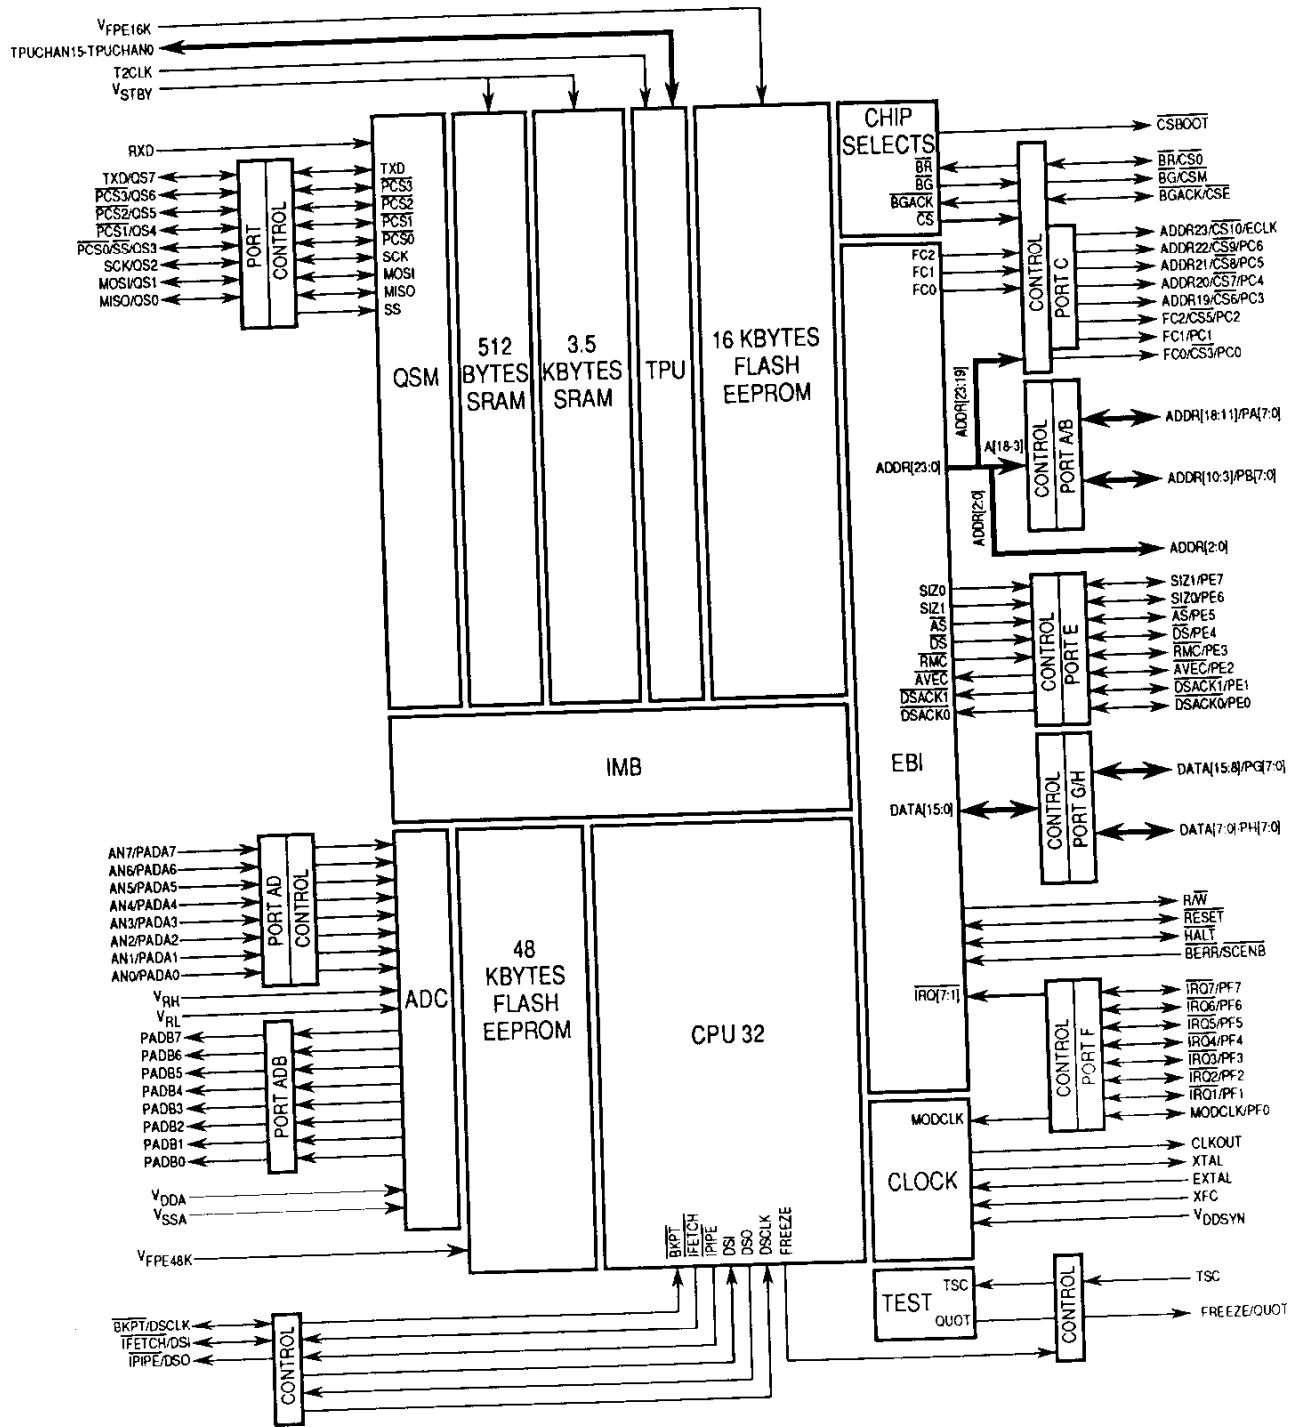 VFPE16K
TPUCHAN15-TPUCHAN0
T2CLK
VSTBY
RXD
TXD/QS7
PCS3/QS6
PCS2/QS5
PCS1/QS4
PCS0/SS/QS3
SCK/QS2
MOSI/QS1
MISO/QS0
PORT
CONTROL
TXD
PCS3
PCS2
PCS1
PCS0
SCK
MOSI
MISO
SS
QSM
512
BYTES
SRAM
3.5
KBYTES
SRAM
TPU
16 KBYTES
FLASH
EEPROM
CHIP
SELECTS
BR
BG
BGACK
CS
FC2
FC1
FC0
CONTROL
PORT C
CSBOOT
BR/CS0
BG/CSM
BGACK/CSE
ADDR23/CS10/ECLK
ADDR22/CS9/PC6
ADDR21/CS8/PC5
ADDR20/CS7/PC4
ADDR19/CS6/PC3
FC2/CS5/PC2
FC1/PC1
FC0/CS3/PC0
ADDR[23:19]
A[18-3]
ADDR[23:0]
ADDR[2:0]
CONTROL
PORT A/B
ADDR[18:11]/PA[7:0]
ADDR[10:3]/PB[7:0]
ADDR[2:0]
SIZ0
SIZ1
AS
DS
RMC
AVEC
DSACK1
DSACK0
CONTROL
PORT E
SIZ1/PE7
SIZ0/PE6
AS/PE5
DS/PE4
RMC/PE3
AVEC/PE2
DSACK1/PE1
DSACK0/PE0
IMB
EBI
DATA[15:0]
CONTROL
PORT G/H
DATA[15:8]/PG[7:0]
DATA[7:0]/PH[7:0]
AN7/PADA7
AN6/PADA6
AN5/PADA5
AN4/PADA4
AN3/PADA3
AN2/PADA2
AN1/PADA1
AN0/PADA0
PORT AD
CONTROL
VRH
VRL
PADB7
PADB6
PADB5
PADB4
PADB3
PADB2
PADB1
PADB0
PORT ADB
VDDA
VSSA
VFPE48K
ADC
48
KBYTES
FLASH
EEPROM
CPU 32
R/W
RESET
HALT
BERR/SCENB
IRQ[7:1]
CONTROL
PORT F
IRQ7/PF7
IRQ6/PF6
IRQ5/PF5
IRQ4/PF4
IRQ3/PF3
IRQ2/PF2
IRQ1/PF1
MODCLK/PF0
MODCLK
CLOCK
CLKOUT
XTAL
EXTAL
XFC
VDDSYN
BKPT
IFETCH
IPIPE
DSI
DSO
DSCLK
FREEZE
TSC
TEST
QUOT
CONTROL
TSC
FREEZE/QUOT
BKPT/DSCLK
IFETCH/DSI
IPIPE/DSO
CONTROL